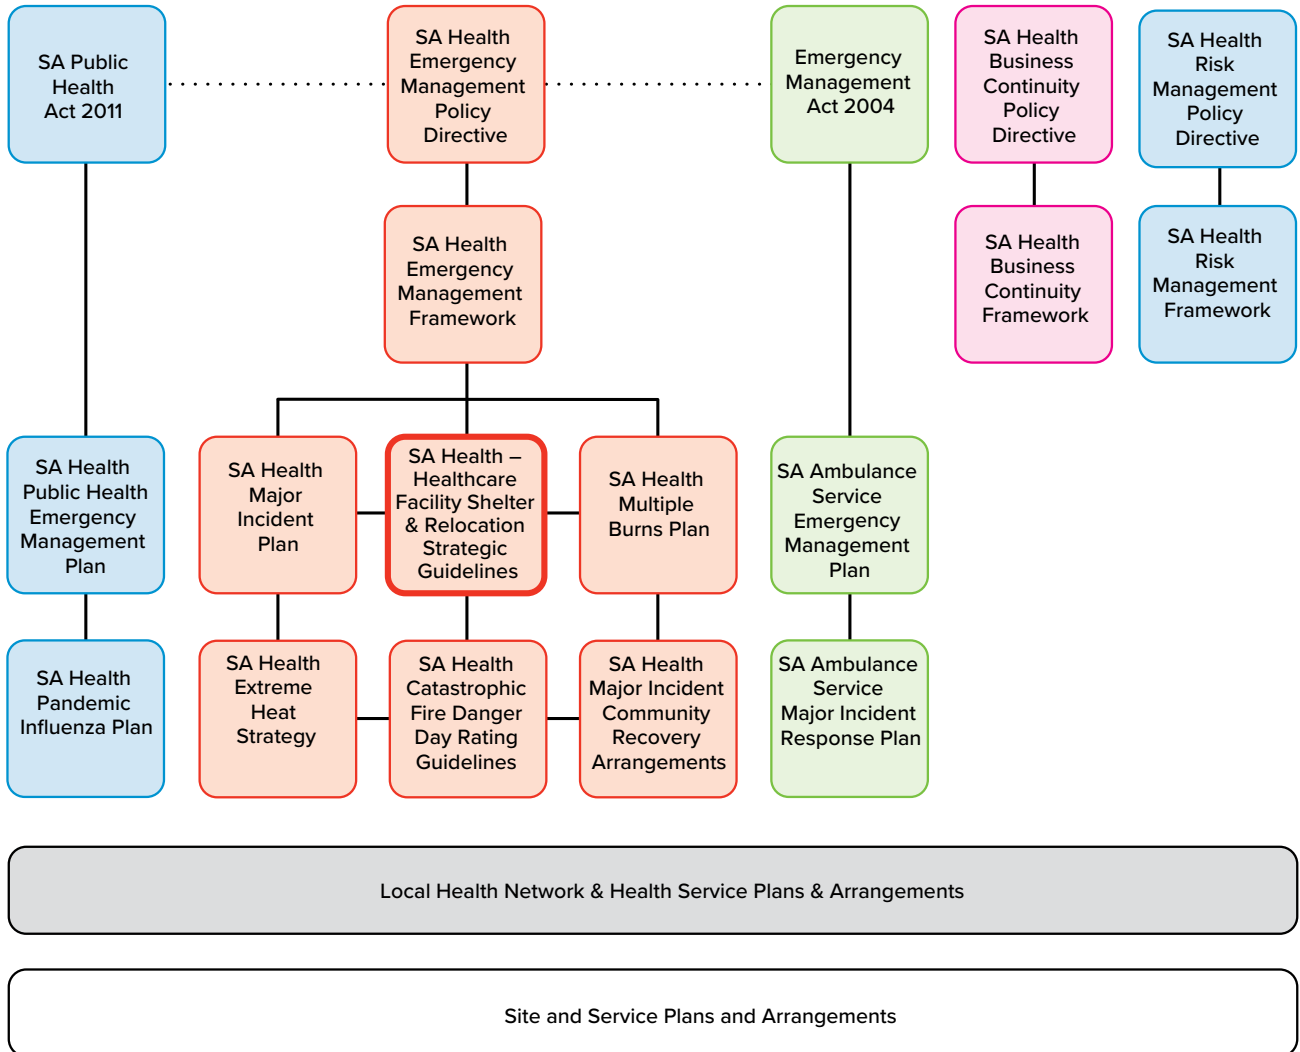 SA Public
Health
Act 2011
SA Health
Emergency
Management
Policy
Directive
Emergency
Management
Act 2004
SA Health
Business
Continuity
Policy
Directive
SA Health
Risk
Management
Policy
Directive
SA Health
Emergency
Management
Framework
SA Health
Business
Continuity
Framework
SA Health
Risk
Management
Framework
SA Health
Public Health
Emergency
Management
Plan
SA Health
Major
Incident
Plan
SA Health –
Healthcare
Facility Shelter
& Relocation
Strategic
Guidelines
SA Health
Multiple
Burns Plan
SA Ambulance
Service
Emergency
Management
Plan
SA Health
Pandemic
Influenza Plan
SA Health
Extreme
Heat
Strategy
SA Health
Catastrophic
Fire Danger
Day Rating
Guidelines
SA Health
Major Incident
Community
Recovery
Arrangements
SA Ambulance
Service
Major Incident
Response Plan
Local Health Network & Health Service Plans & Arrangements
Site and Service Plans and Arrangements